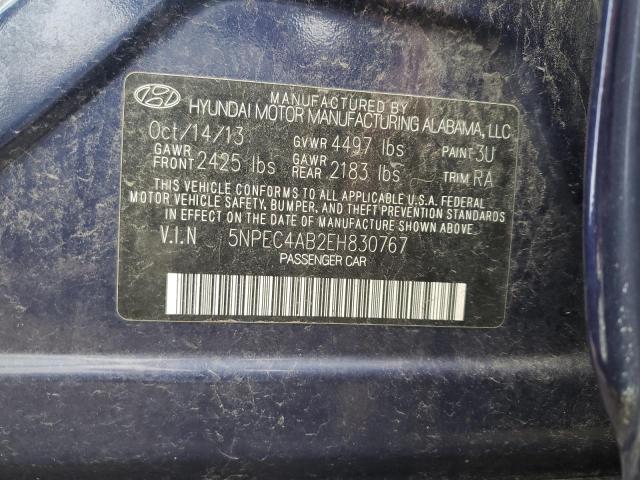 MANUFACTURED BY
HYUNDAI MOTOR MANUFACTURING ALABAMA, LLC
Oct/14/13 GVWR 4497 lbs PAINT 3U
GAWR FRONT 2425 lbs GAWR REAR 2183 lbs TRIM RA
THIS VEHICLE CONFORMS TO ALL APPLICABLE U.S.A. FEDERAL
MOTOR VEHICLE SAFETY, BUMPER, AND THEFT PREVENTION STANDARDS
IN EFFECT ON THE DATE OF MANUFACTURE SHOWN ABOVE.
V.I.N 5NPEC4AB2EH830767
PASSENGER CAR